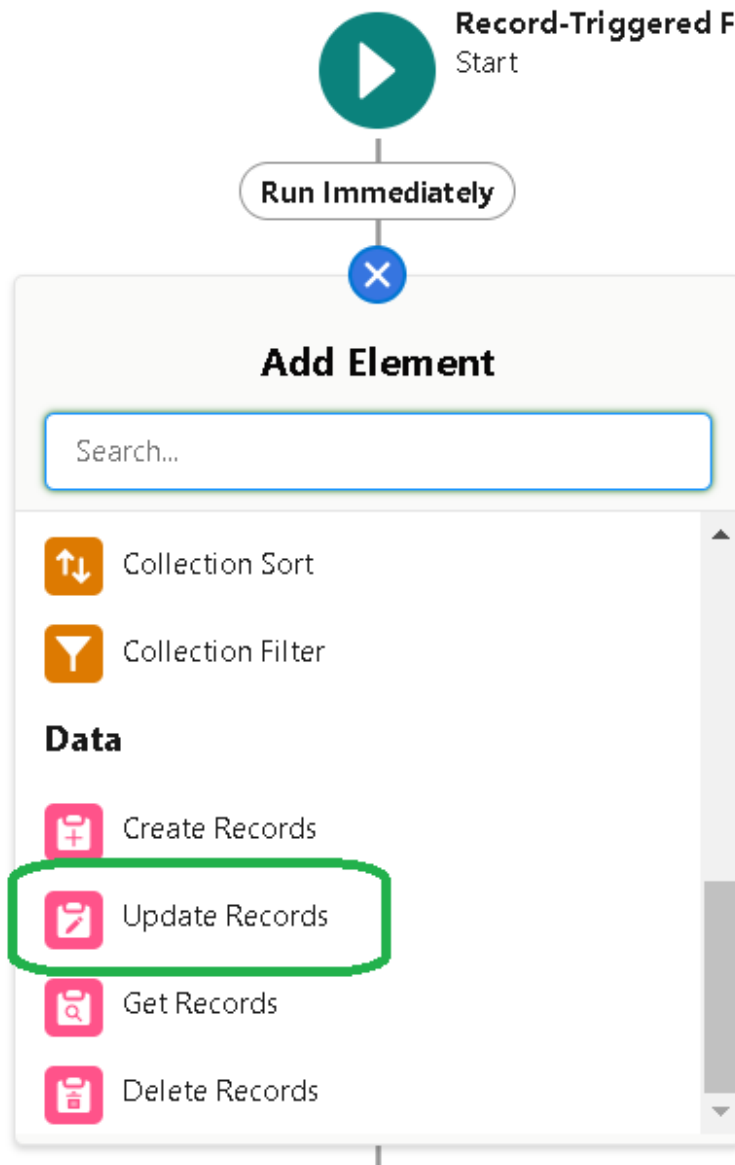 Record-Triggered F
Start
Run Immediately
Add Element
Search...
Collection Sort
Collection Filter
Data
Create Records
Update Records
Get Records
Delete Records